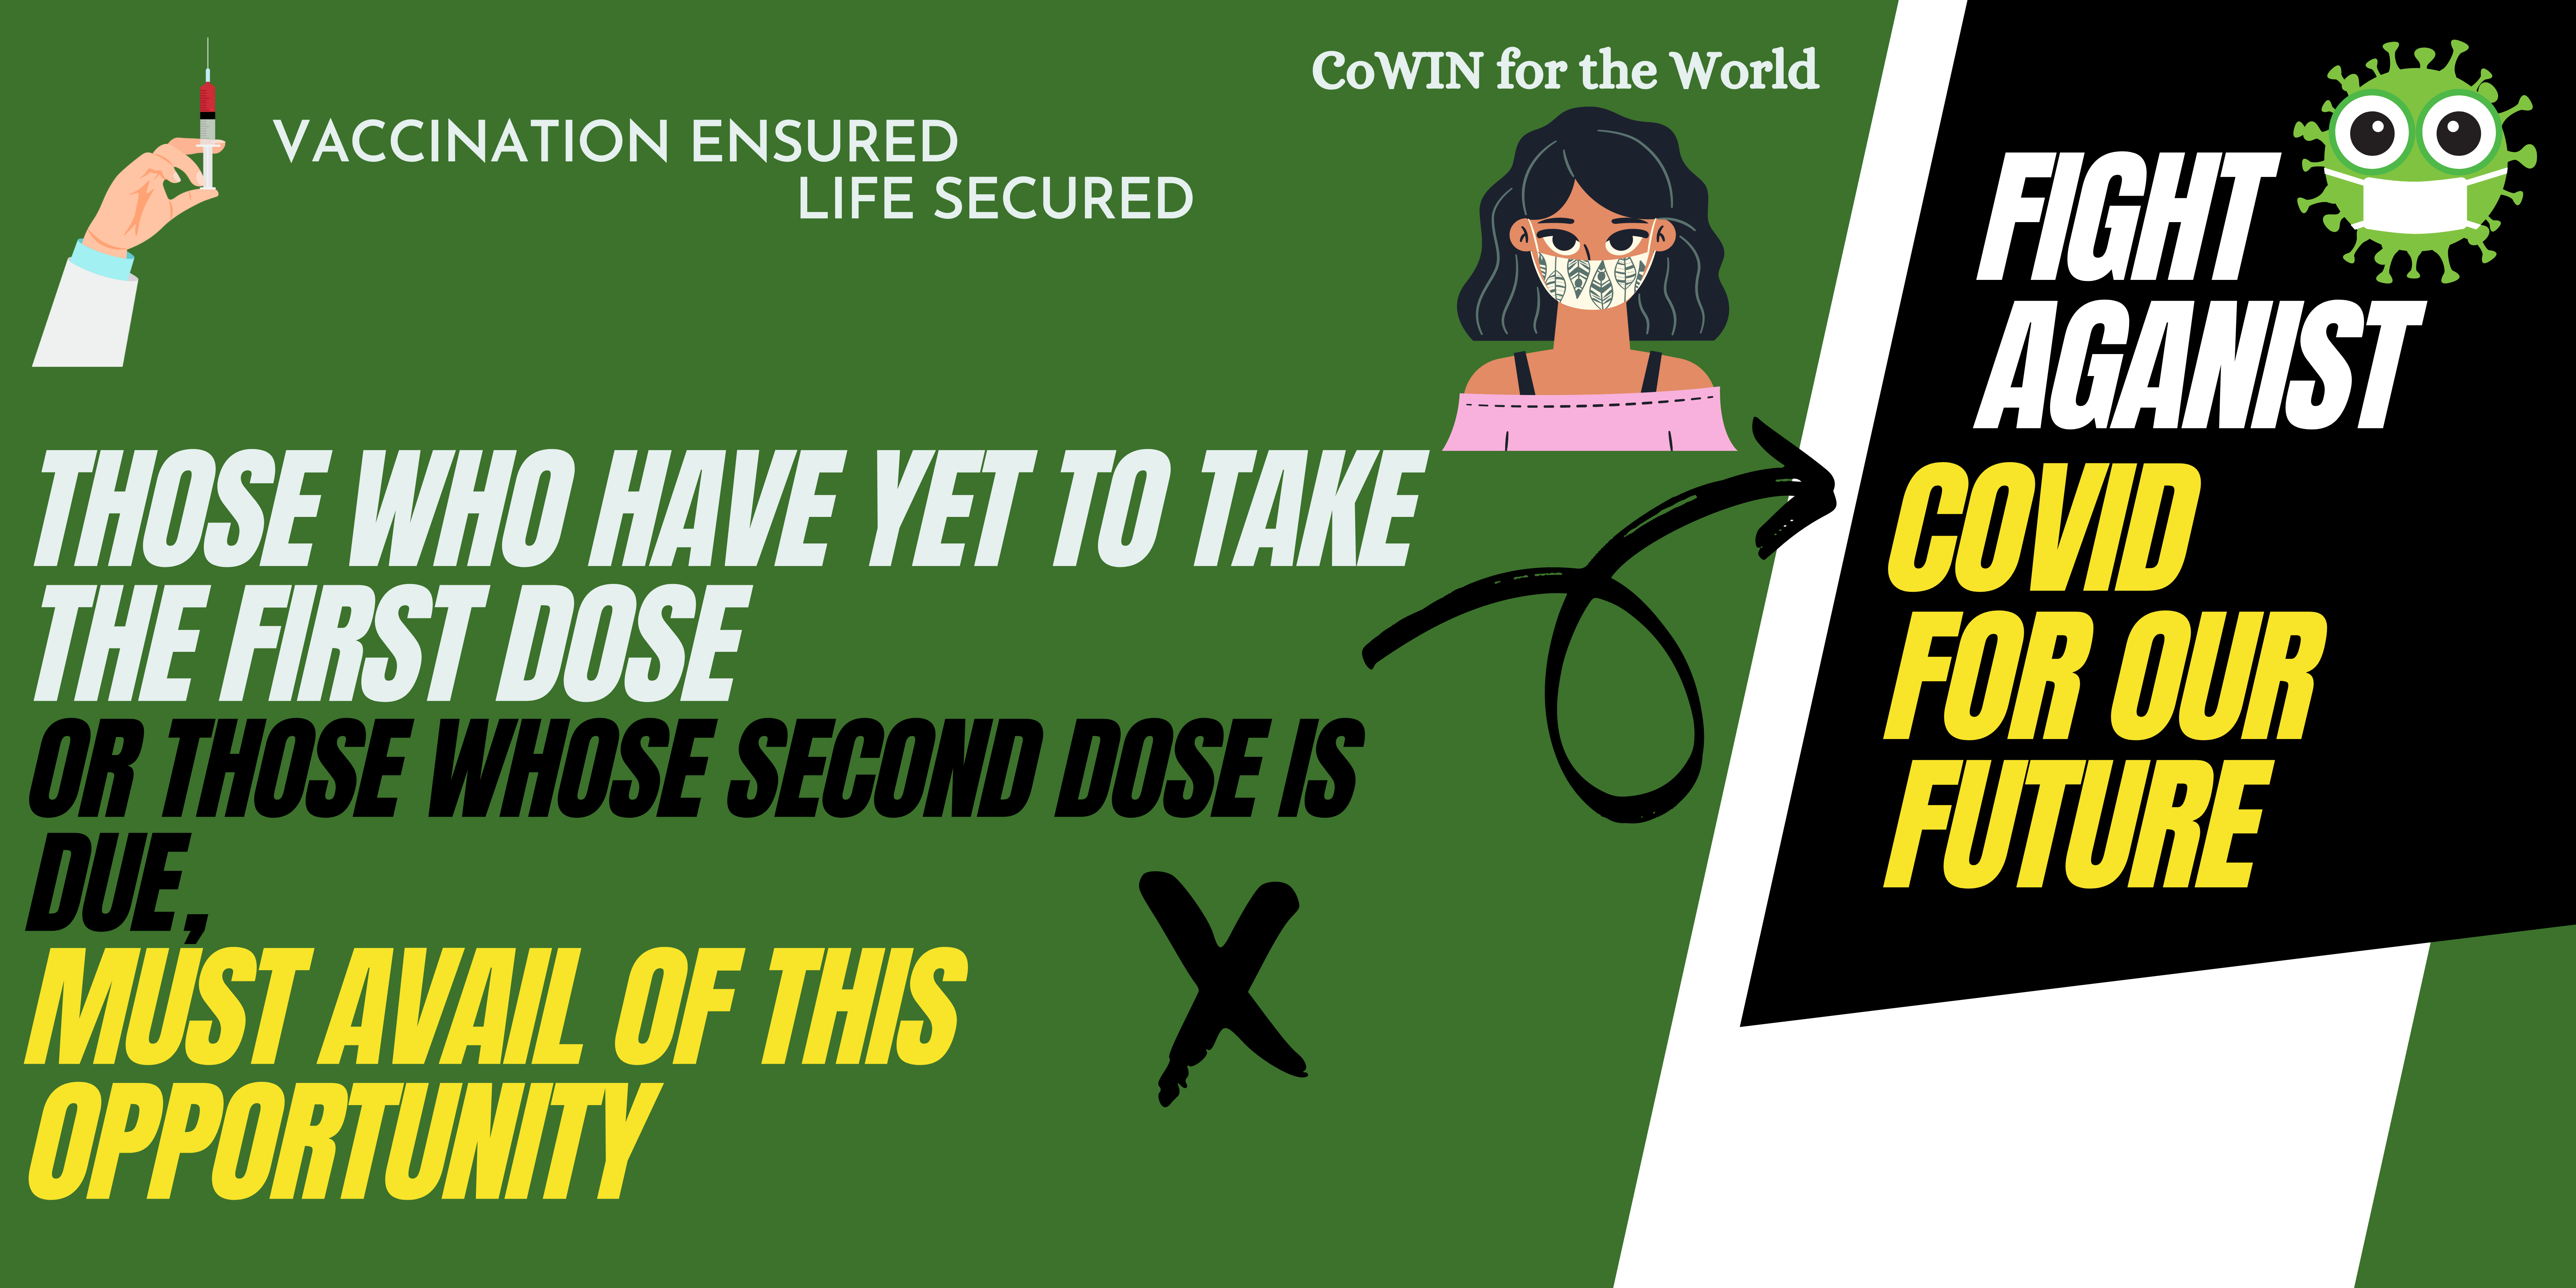 CoWIN for the World
VACCINATION ENSURED
LIFE SECURED
THOSE WHO HAVE YET TO TAKE
THE FIRST DOSE
OR THOSE WHOSE SECOND DOSE IS
DUE,
MUST AVAIL OF THIS
OPPORTUNITY
FIGHT
AGANIST
COVID
FOR OUR
FUTURE